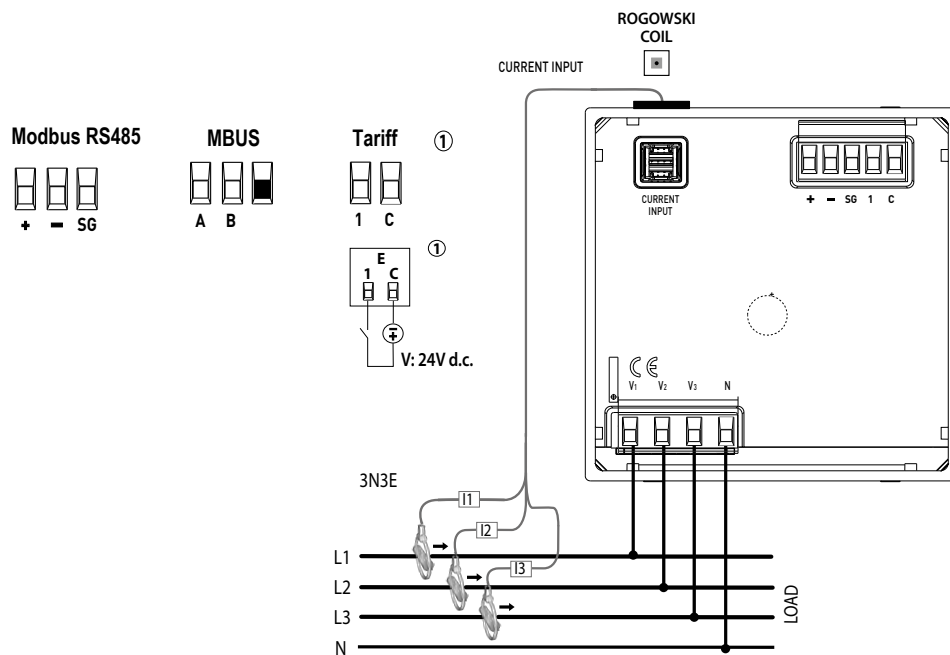 ROGOWSKI
COIL
CURRENT INPUT
Modbus RS485
+ − SG
MBUS
A B
Tariff
①
1 C
①
E
1 C
V: 24V d.c.
CURRENT
INPUT
+ − SG 1 C
CE
V1 V2 V3 N
3N3E
I1
I2
I3
L1
L2
L3
N
LOAD